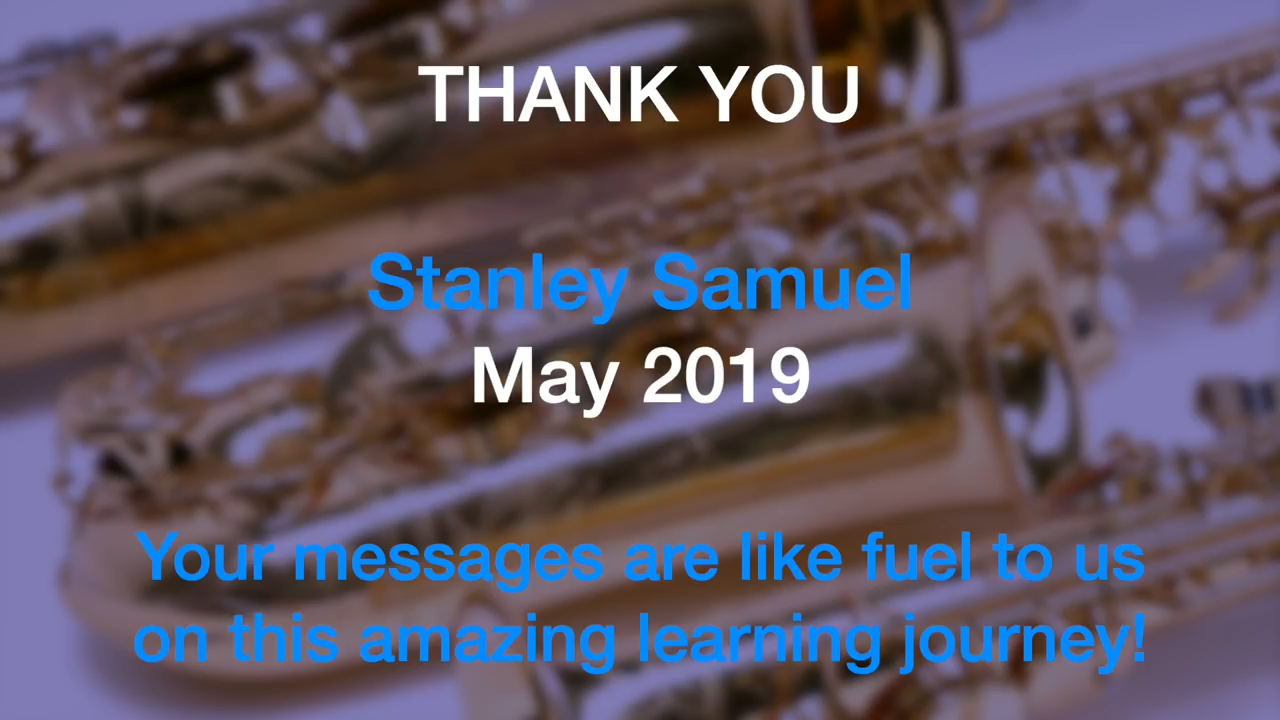 THANK YOU
Stanley Samuel
May 2019
Your messages are like fuel to us
on this amazing learning journey!